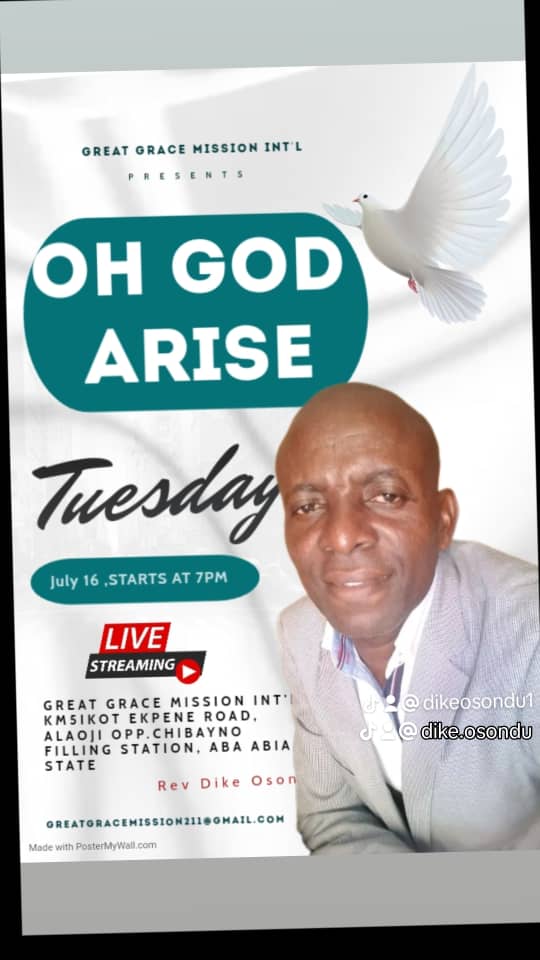 GREAT GRACE MISSION INT'L
PRESENTS
OH GOD
ARISE
Tuesday
July 16 ,STARTS AT 7PM
LIVE
STREAMING
GREAT GRACE MISSION INT'
KM5IKOT EKPENE ROAD,
ALAOJI OPP.CHIBAYNO
FILLING STATION, ABA ABIA
STATE
Rev Dike Oson
GREATGRACEMISSION211@GMAIL.COM
Made with PosterMyWall.com
@dikeosondu1
@dike.osondu